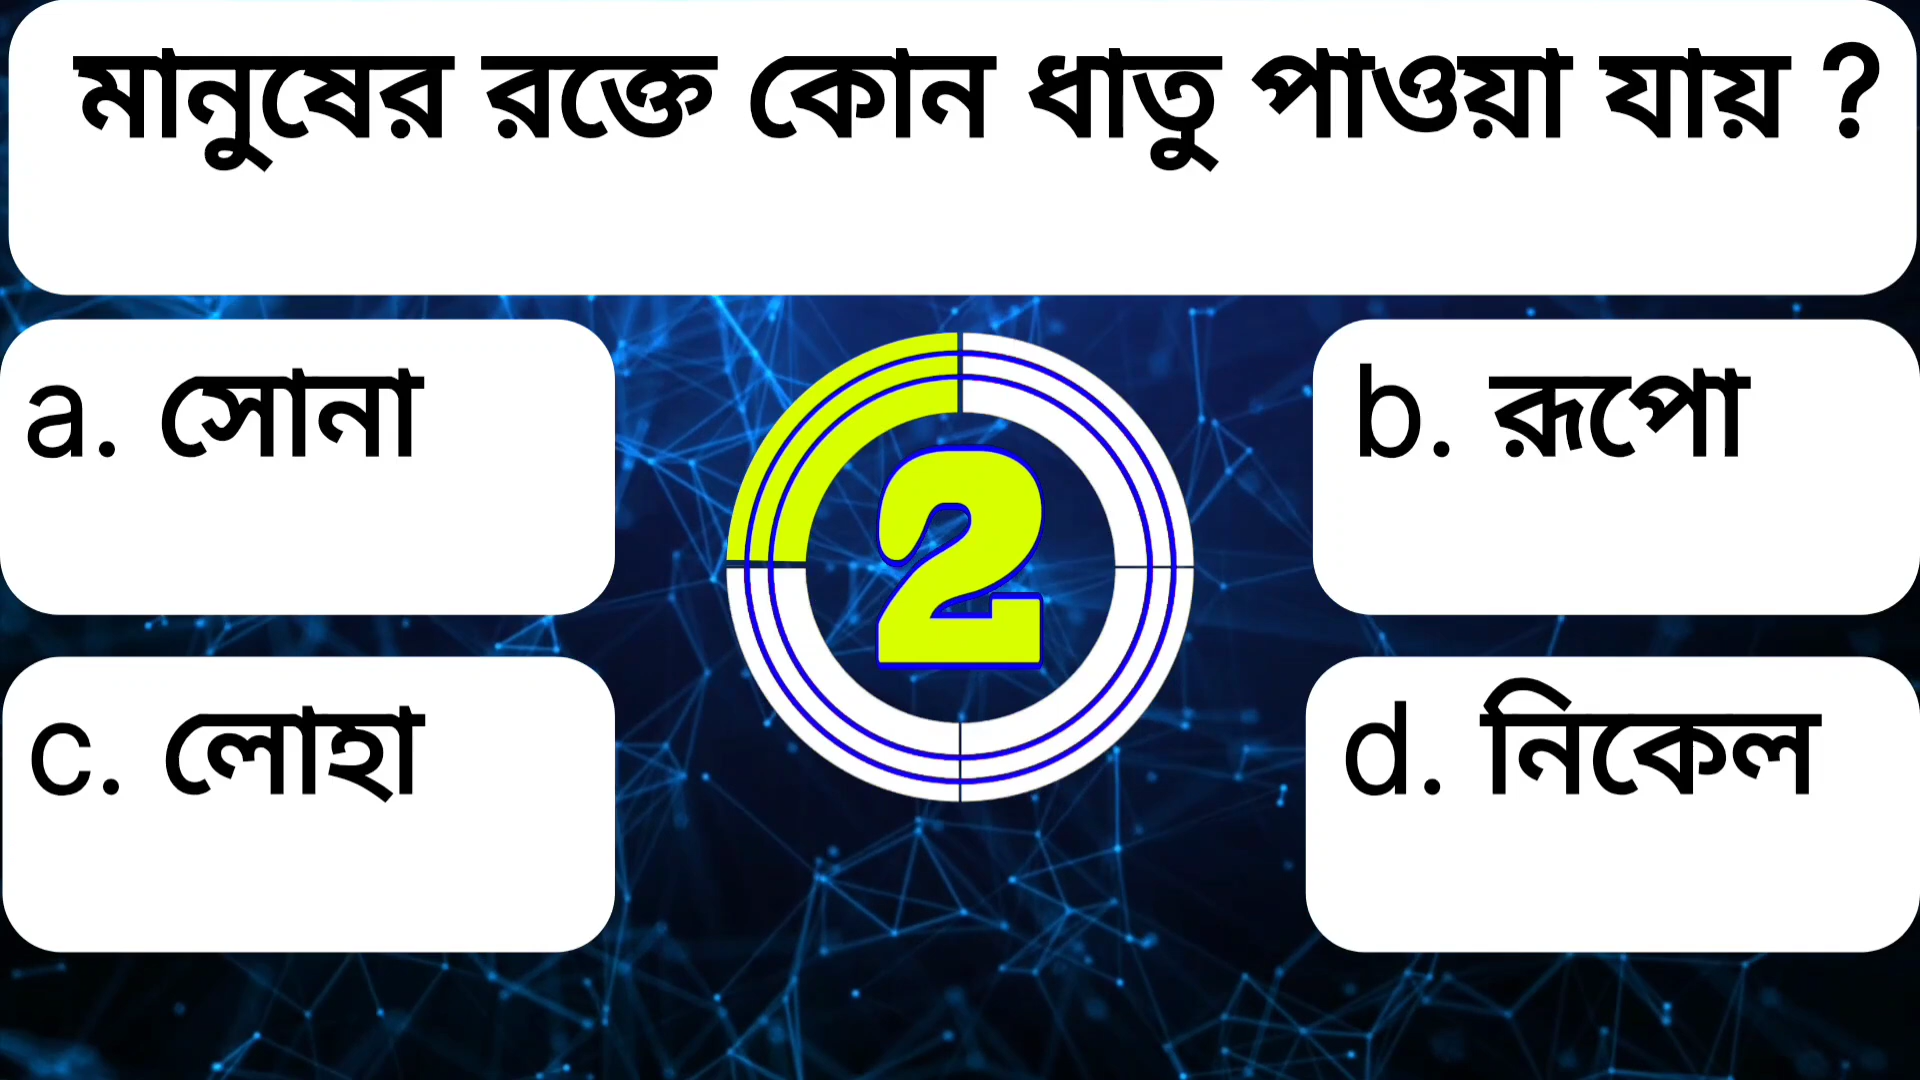 মানুষের রক্তে কোন ধাতু পাওয়া যায় ?
a. সোনা
b. রূপো
2
c. লোহা
d. নিকেল